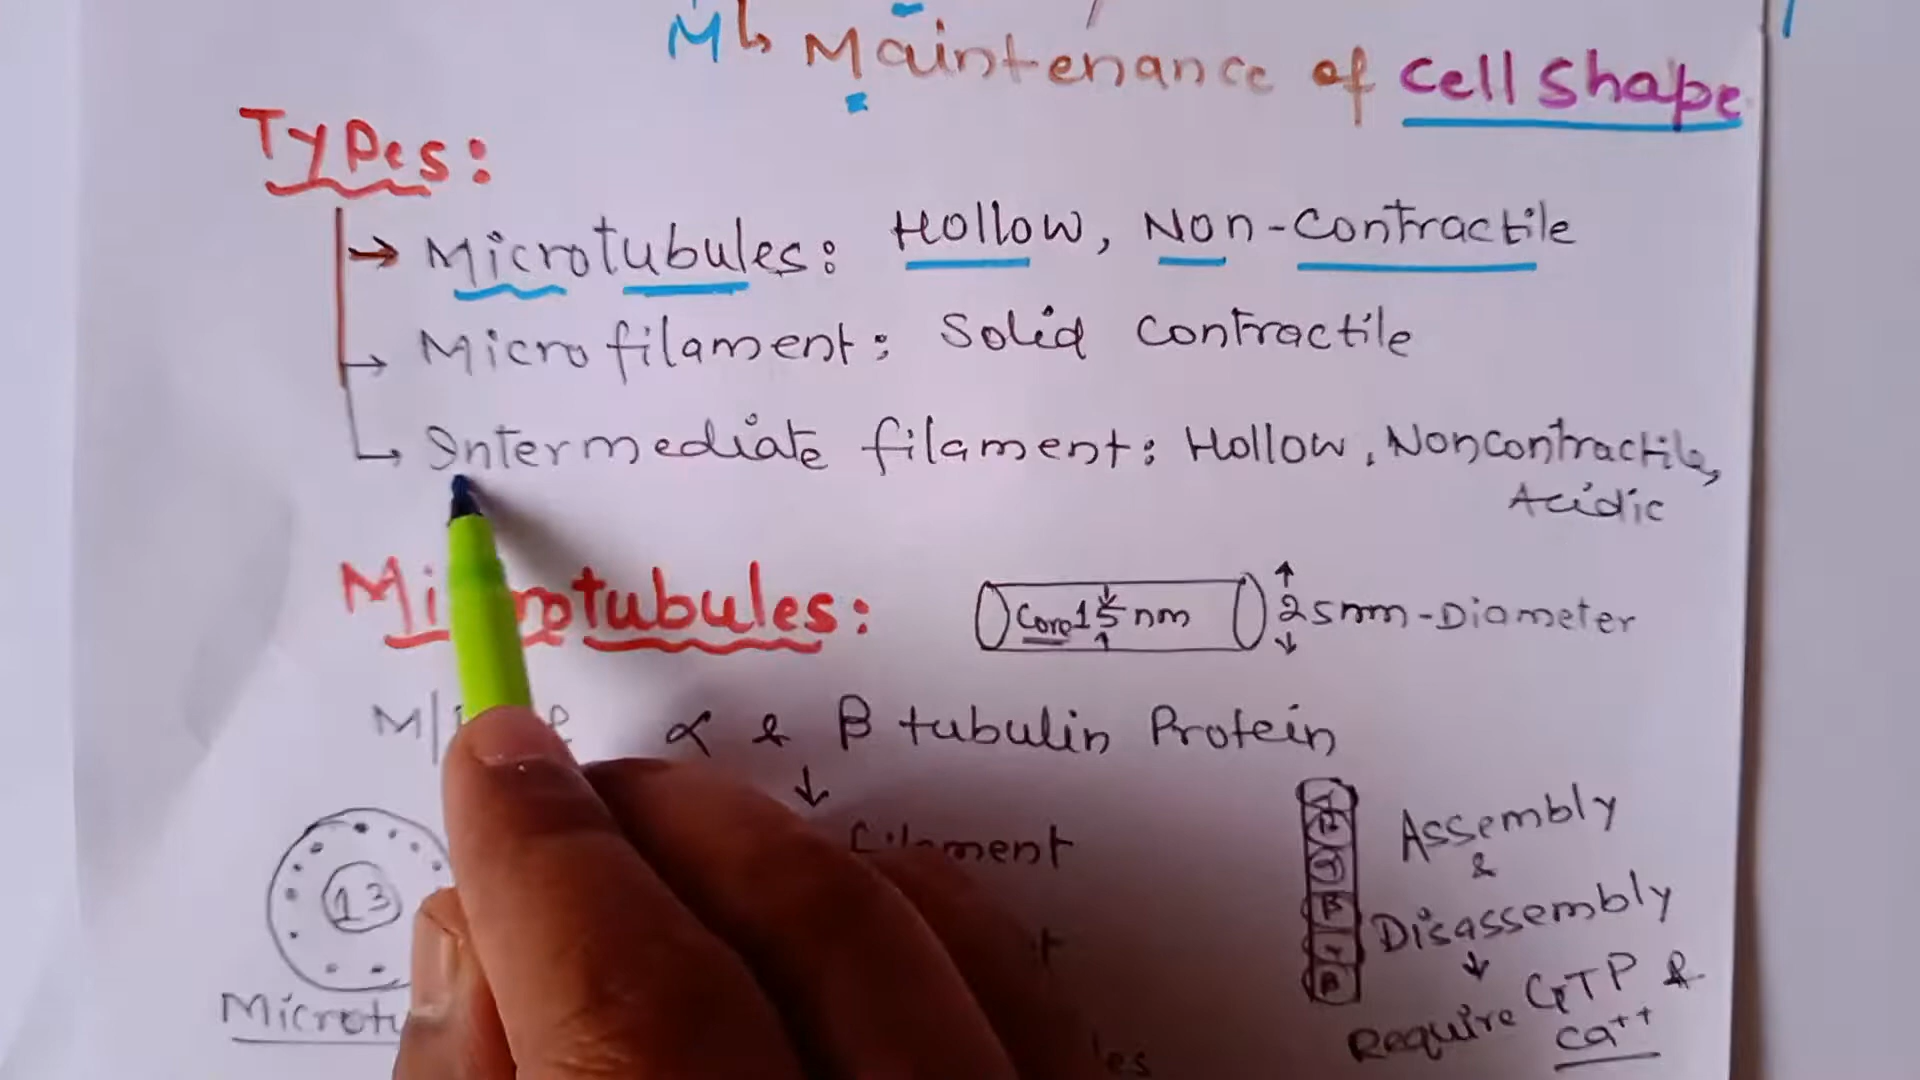 M↳ Maintenance of Cell Shape
Types:
→ Microtubules: Hollow, Non-Contractile
→ Microfilament: Solid Contractile
↳ Intermediate filament: Hollow, Noncontractile,
Acidic
Microtubules:
Core 15 nm
25nm-Diameter
α & β tubulin Protein
↓
filament
13
Assembly
&
Disassembly
↓
Require GTP &
Ca++